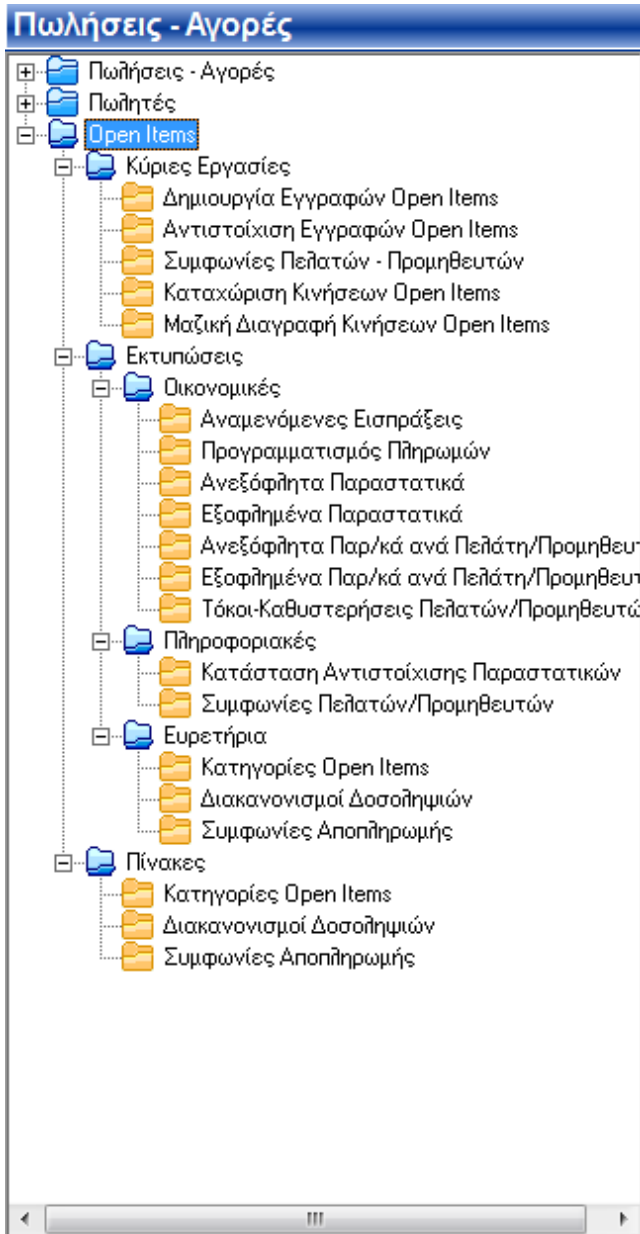 Πωλήσεις - Αγορές
Πωλήσεις - Αγορές
Πωλητές
Open Items
Κύριες Εργασίες
Δημιουργία Εγγραφών Open Items
Αντιστοίχιση Εγγραφών Open Items
Συμφωνίες Πελατών - Προμηθευτών
Καταχώριση Κινήσεων Open Items
Μαζική Διαγραφή Κινήσεων Open Items
Εκτυπώσεις
Οικονομικές
Αναμενόμενες Εισπράξεις
Προγραμματισμός Πληρωμών
Ανεξόφλητα Παραστατικά
Εξοφλημένα Παραστατικά
Ανεξόφλητα Παρ/κά ανά Πελάτη/Προμηθευτ
Εξοφλημένα Παρ/κά ανά Πελάτη/Προμηθευτ
Τόκοι-Καθυστερήσεις Πελατών/Προμηθευτώ
Πληροφοριακές
Κατάσταση Αντιστοίχισης Παραστατικών
Συμφωνίες Πελατών/Προμηθευτών
Ευρετήρια
Κατηγορίες Open Items
Διακανονισμοί Δοσοληψιών
Συμφωνίες Αποπληρωμής
Πίνακες
Κατηγορίες Open Items
Διακανονισμοί Δοσοληψιών
Συμφωνίες Αποπληρωμής